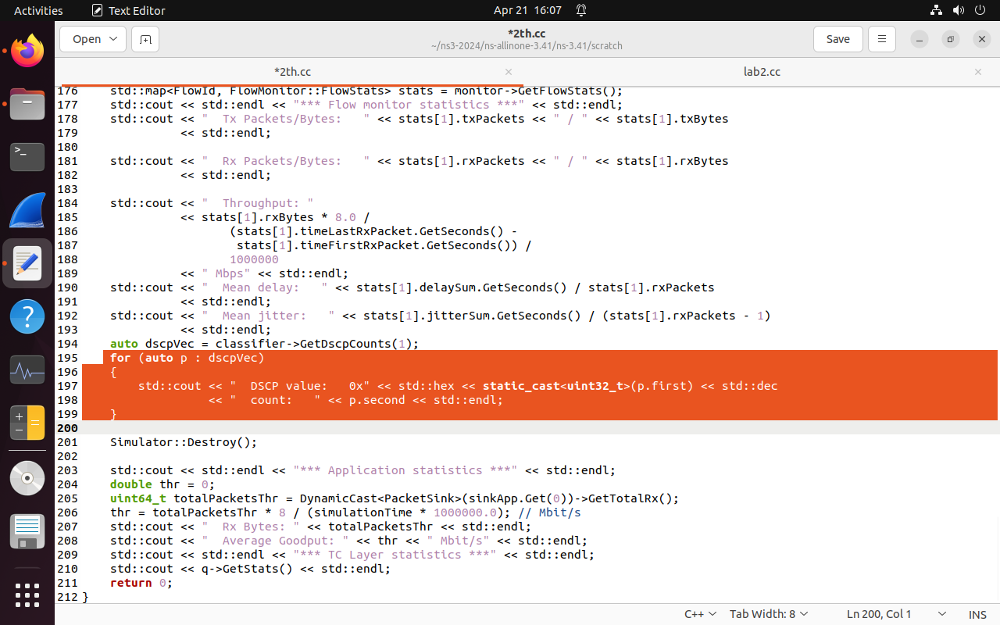 Activities Text Editor Apr 21 16:07
Open *2th.cc Save
~/ns3-2024/ns-allinone-3.41/ns-3.41/scratch
*2th.cc lab2.cc
176     std::map<FlowId, FlowMonitor::FlowStats> stats = monitor->GetFlowStats();
177     std::cout << std::endl << "*** Flow monitor statistics ***" << std::endl;
178     std::cout << "  Tx Packets/Bytes:   " << stats[1].txPackets << " / " << stats[1].txBytes
179               << std::endl;
180
181     std::cout << "  Rx Packets/Bytes:   " << stats[1].rxPackets << " / " << stats[1].rxBytes
182               << std::endl;
183
184     std::cout << "  Throughput: "
185               << stats[1].rxBytes * 8.0 /
186                      (stats[1].timeLastRxPacket.GetSeconds() -
187                       stats[1].timeFirstRxPacket.GetSeconds()) /
188                      1000000
189               << " Mbps" << std::endl;
190     std::cout << "  Mean delay:   " << stats[1].delaySum.GetSeconds() / stats[1].rxPackets
191               << std::endl;
192     std::cout << "  Mean jitter:   " << stats[1].jitterSum.GetSeconds() / (stats[1].rxPackets - 1)
193               << std::endl;
194     auto dscpVec = classifier->GetDscpCounts(1);
195     for (auto p : dscpVec)
196     {
197         std::cout << "  DSCP value:   0x" << std::hex << static_cast<uint32_t>(p.first) << std::dec
198                   << "  count:   " << p.second << std::endl;
199     }
200
201     Simulator::Destroy();
202
203     std::cout << std::endl << "*** Application statistics ***" << std::endl;
204     double thr = 0;
205     uint64_t totalPacketsThr = DynamicCast<PacketSink>(sinkApp.Get(0))->GetTotalRx();
206     thr = totalPacketsThr * 8 / (simulationTime * 1000000.0); // Mbit/s
207     std::cout << "  Rx Bytes: " << totalPacketsThr << std::endl;
208     std::cout << "  Average Goodput: " << thr << " Mbit/s" << std::endl;
209     std::cout << std::endl << "*** TC Layer statistics ***" << std::endl;
210     std::cout << q->GetStats() << std::endl;
211     return 0;
212 }
C++ Tab Width: 8 Ln 200, Col 1 INS